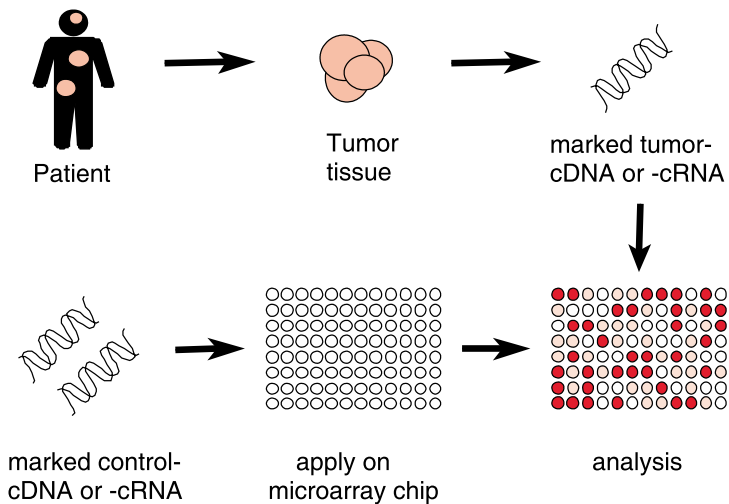 Patient
Tumor
tissue
marked tumor-
cDNA or -cRNA
marked control-
cDNA or -cRNA
apply on
microarray chip
analysis